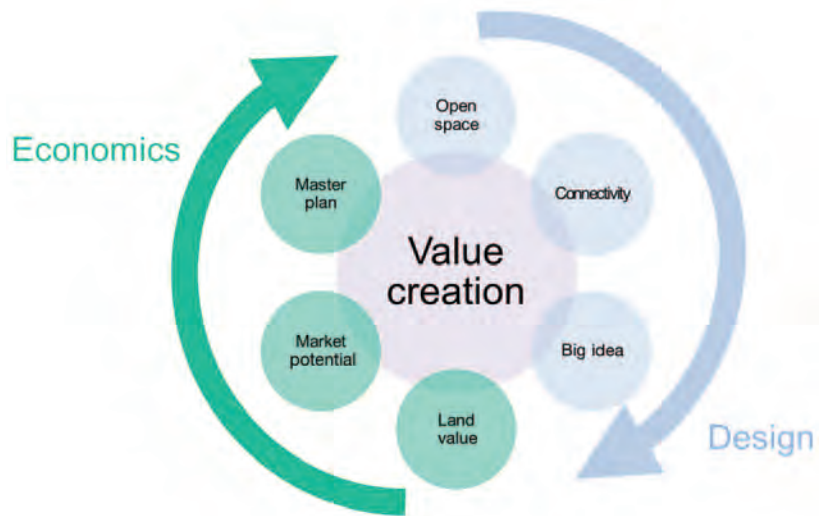 Economics
Open
space
Master
plan
Connectivity
Value
creation
Market
potential
Big idea
Land
value
Design